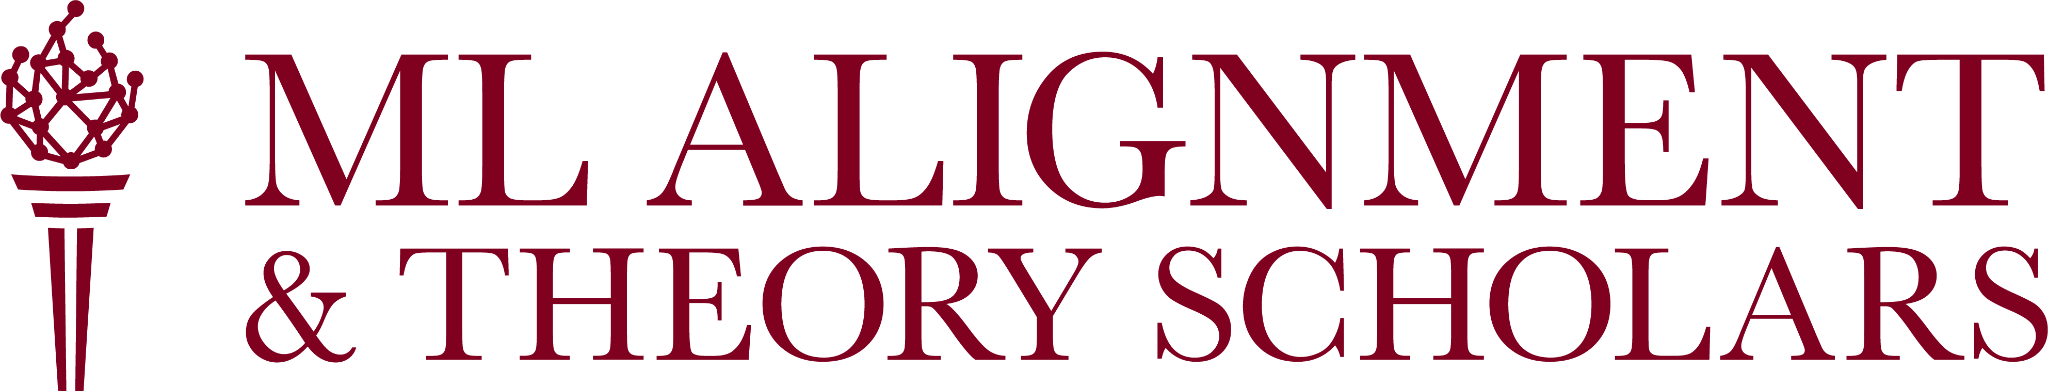 ML ALIGNMENT
& THEORY SCHOLARS